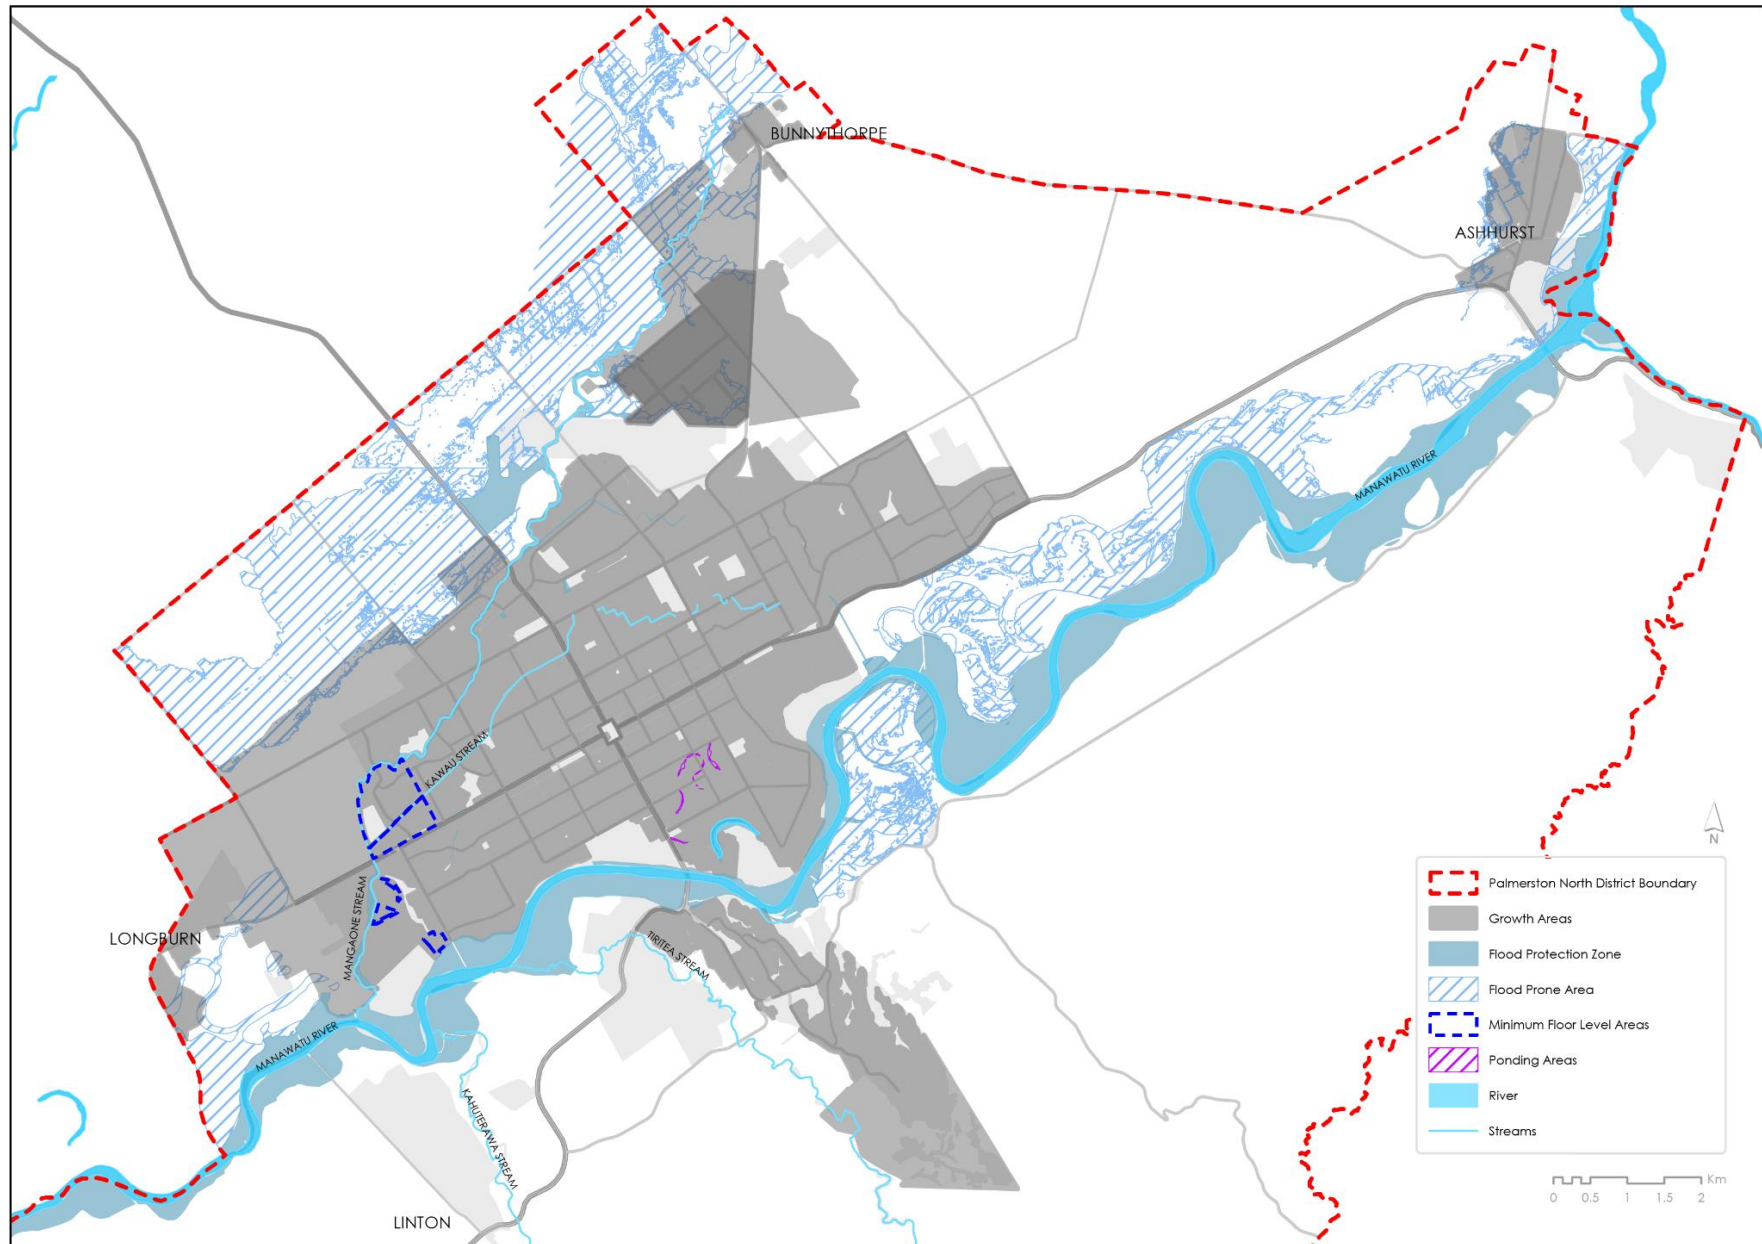 BUNNYTHORPE
ASHHURST
MANAWATU RIVER
KAWAU STREAM
MANGAONE STREAM
LONGBURN
TIRITEA STREAM
MANAWATU RIVER
KAHUTERAWA STREAM
LINTON
N
Palmerston North District Boundary
Growth Areas
Flood Protection Zone
Flood Prone Area
Minimum Floor Level Areas
Ponding Areas
River
Streams
Km
0 0.5 1 1.5 2